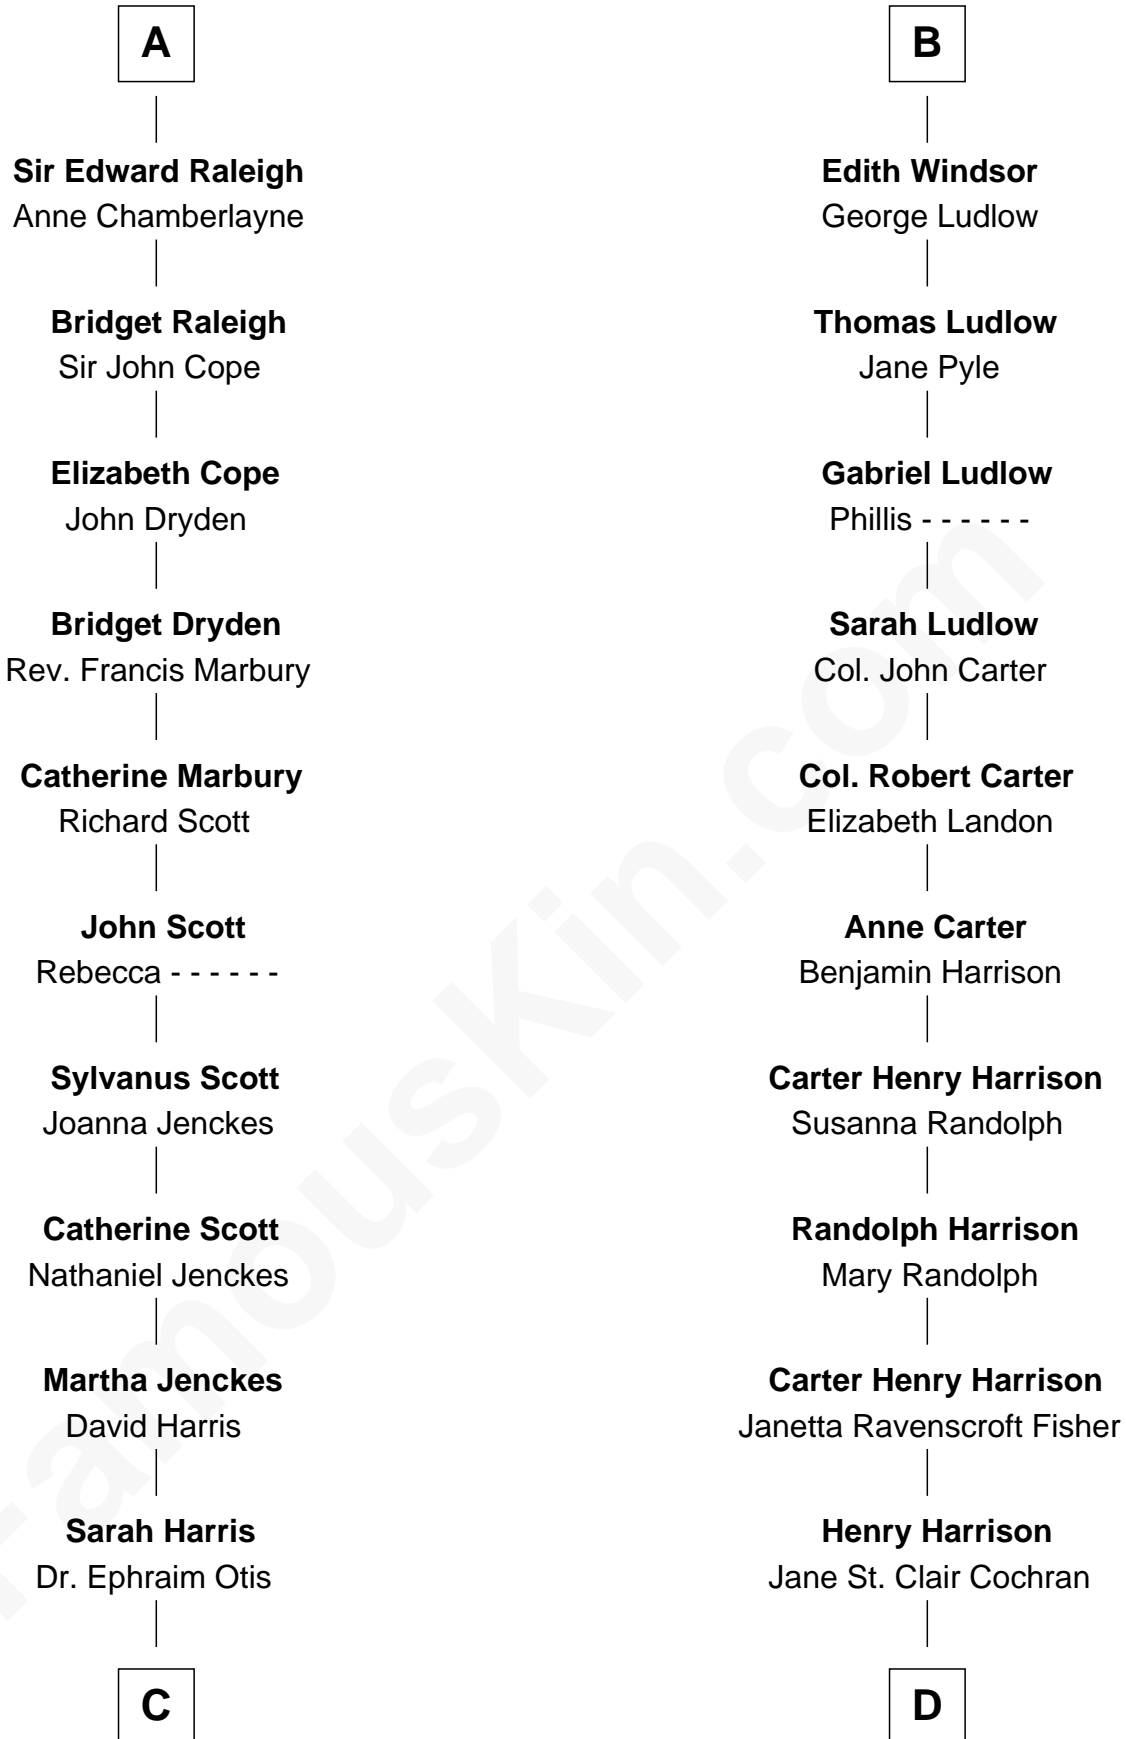 A
Sir Edward Raleigh
Anne Chamberlayne
Bridget Raleigh
Sir John Cope
Elizabeth Cope
John Dryden
Bridget Dryden
Rev. Francis Marbury
Catherine Marbury
Richard Scott
John Scott
Rebecca - - - - - -
Sylvanus Scott
Joanna Jenckes
Catherine Scott
Nathaniel Jenckes
Martha Jenckes
David Harris
Sarah Harris
Dr. Ephraim Otis
C
B
Edith Windsor
George Ludlow
Thomas Ludlow
Jane Pyle
Gabriel Ludlow
Phillis - - - - - -
Sarah Ludlow
Col. John Carter
Col. Robert Carter
Elizabeth Landon
Anne Carter
Benjamin Harrison
Carter Henry Harrison
Susanna Randolph
Randolph Harrison
Mary Randolph
Carter Henry Harrison
Janetta Ravenscroft Fisher
Henry Harrison
Jane St. Clair Cochran
D
FamousKin.com